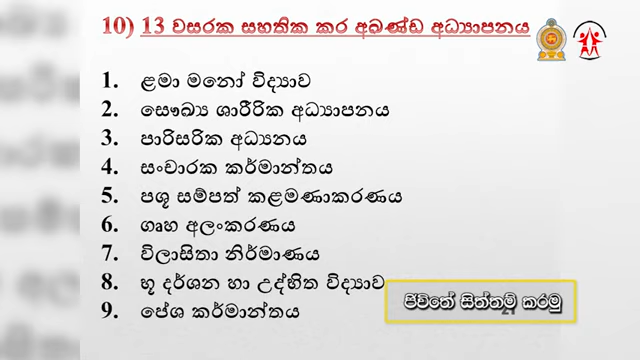 10) 13 වසරක සහතික කර අඛණ්ඩ අධ්‍යාපනය
1. ළමා මනෝ විද්‍යාව
2. සෞඛ්‍ය ශාරීරික අධ්‍යාපනය
3. පාරිසරික අධ්‍යනය
4. සංචාරක කර්මාන්තය
5. පශූ සම්පත් කළමණාකරණය
6. ගෘහ අලංකරණය
7. විලාසිතා නිර්මාණය
8. භූ දර්ශන හා උද්භිත විද්‍යාව
9. පේශ කර්මාන්තය
ජීවිතේ සිත්තම් කරමු